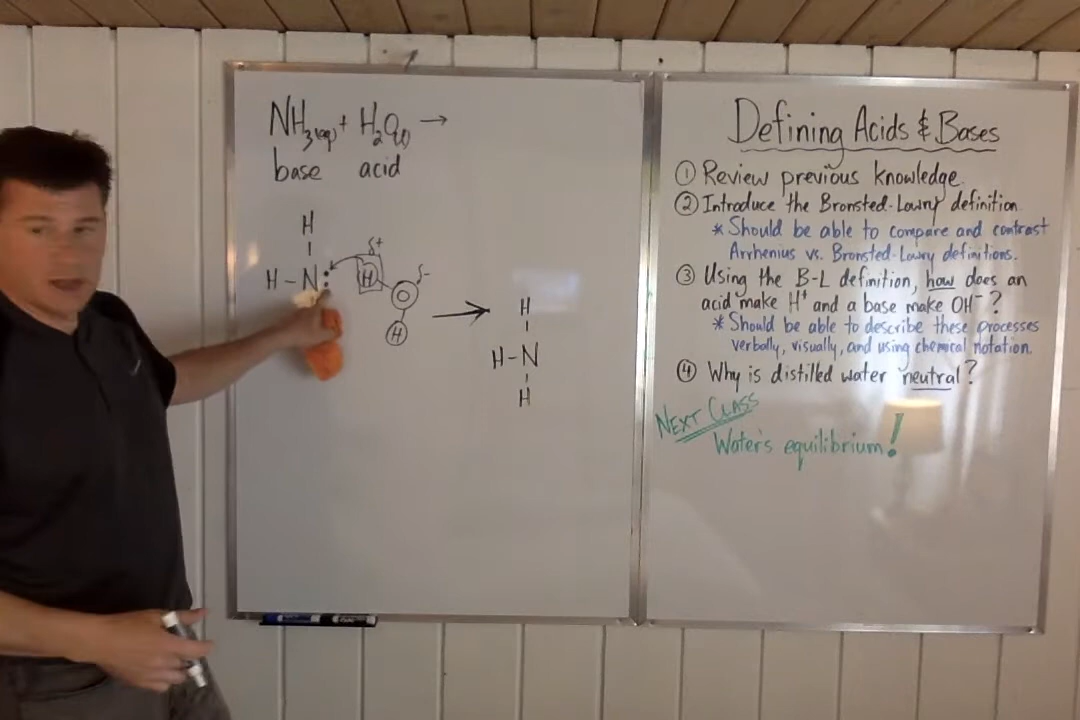 NH₃(aq) + H₂O(l) →
base acid
H
H - N :
H
δ+
O
δ-
H
→
H
H - N
H
Defining Acids & Bases
① Review previous knowledge.
② Introduce the Bronsted-Lowry definition
* Should be able to compare and contrast
Arrhenius vs. Bronsted-Lowry definitions.
③ Using the B-L definition, how does an
acid make H⁺ and a base make OH⁻?
* Should be able to describe these processes
verbally, visually, and using chemical notation.
④ Why is distilled water neutral?
NEXT CLASS
Water's equilibrium!